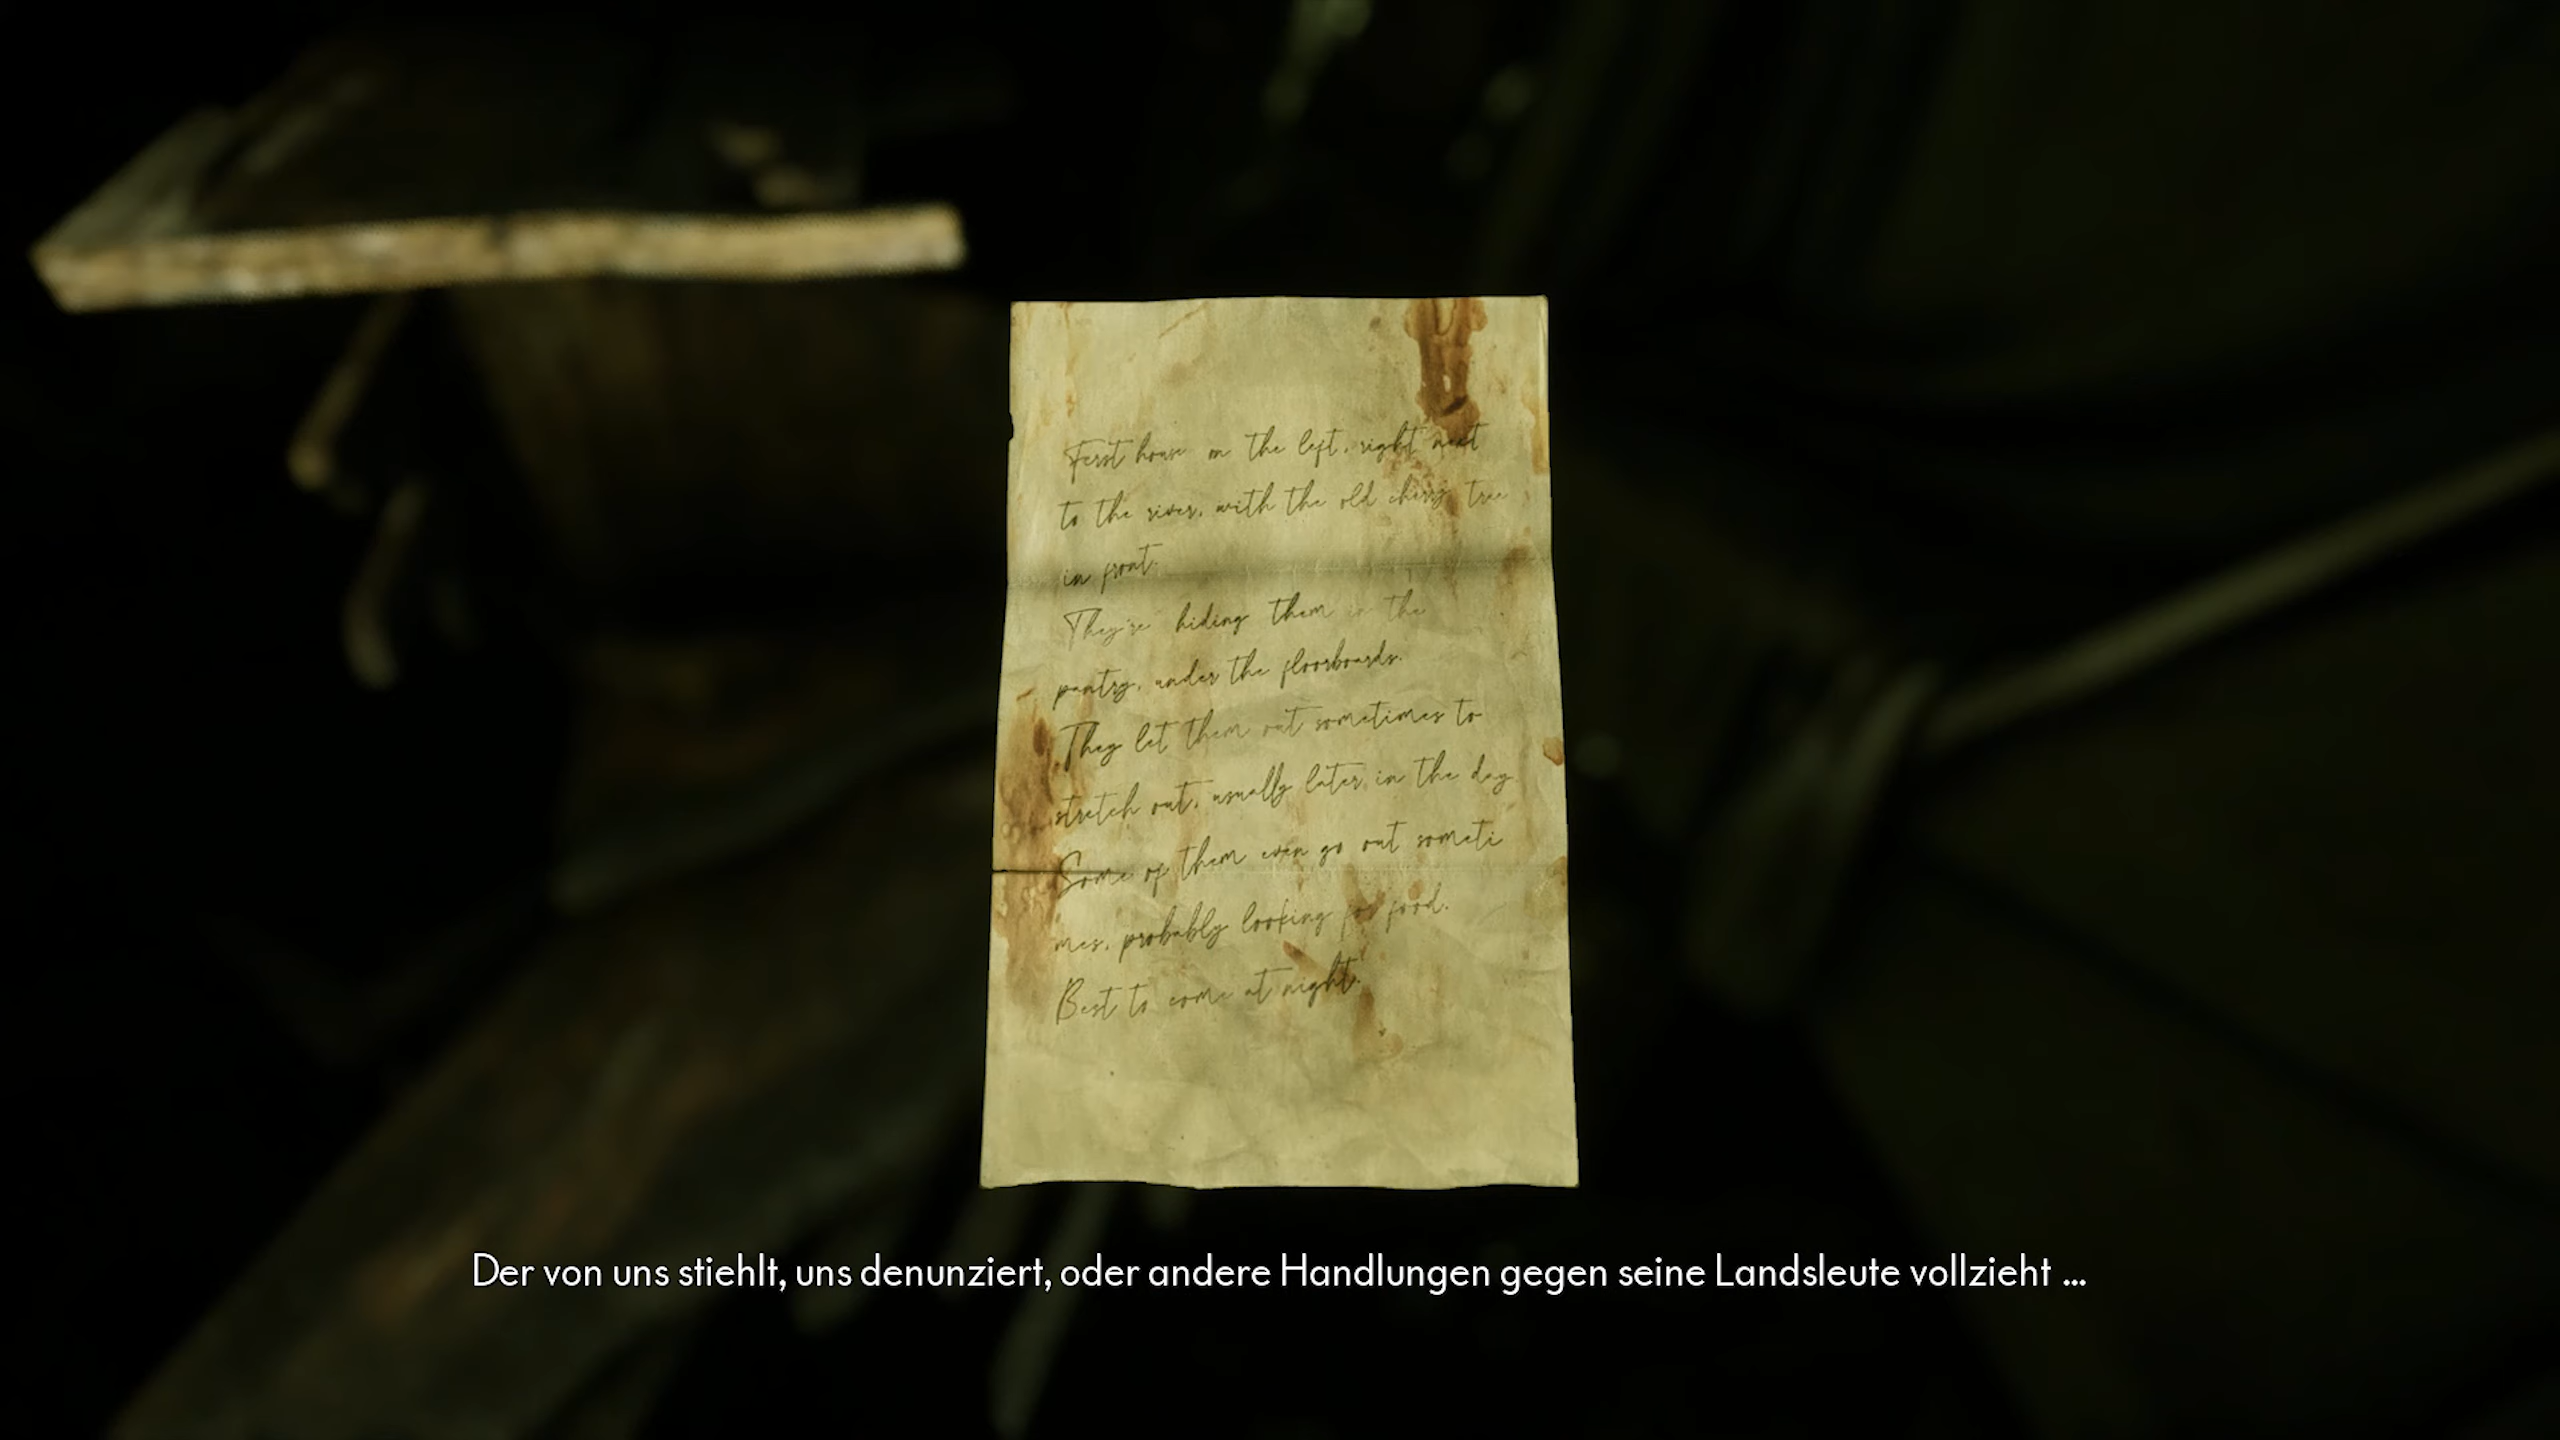 First house on the left, right next
to the river, with the old cherry tree
in front.
They're hiding them in the
pantry, under the floorboards.
They let them out sometimes to
stretch out, usually later in the day.
Some of them even go out someti
mes, probably looking for food.
Best to come at night.
Der von uns stiehlt, uns denunziert, oder andere Handlungen gegen seine Landsleute vollzieht ...